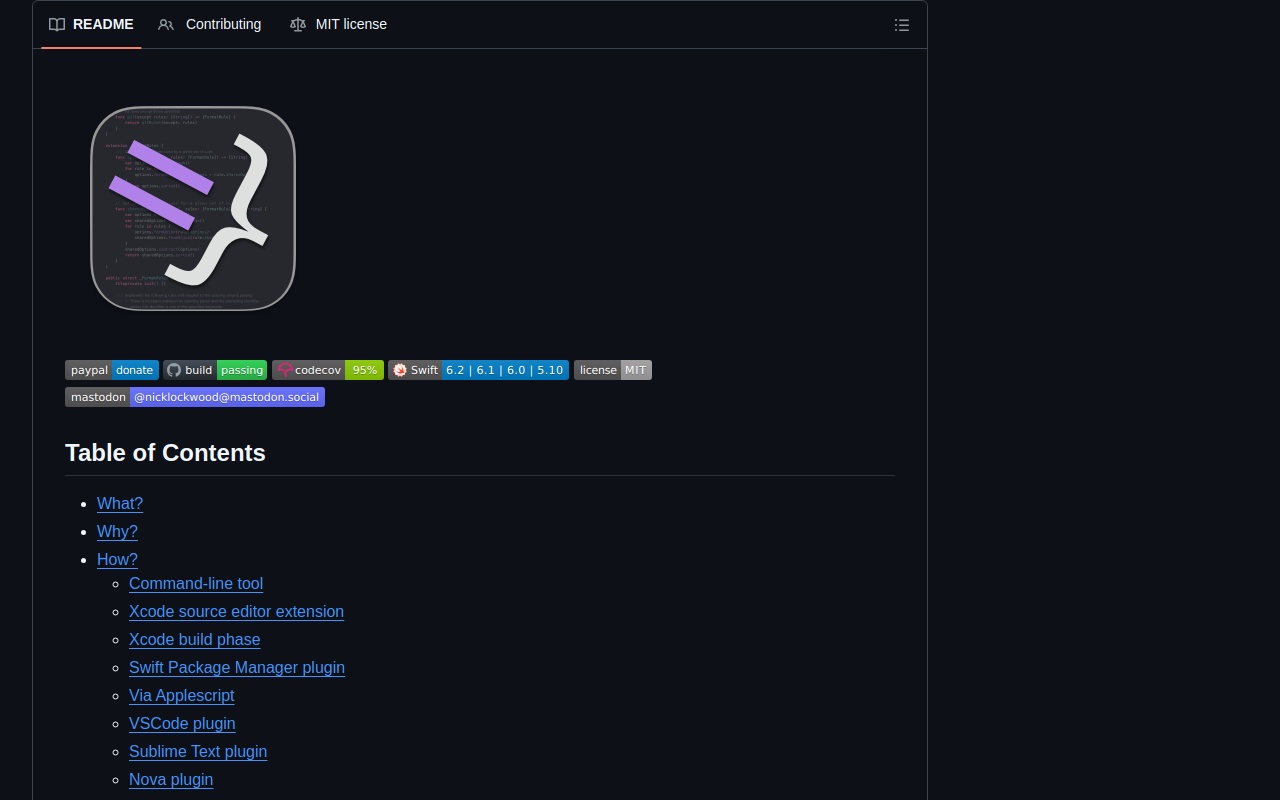 README Contributing MIT license
paypal donate build passing codecov 95% Swift 6.2 | 6.1 | 6.0 | 5.10 license MIT
mastodon @nicklockwood@mastodon.social
Table of Contents
What?
Why?
How?
Command-line tool
Xcode source editor extension
Xcode build phase
Swift Package Manager plugin
Via Applescript
VSCode plugin
Sublime Text plugin
Nova plugin